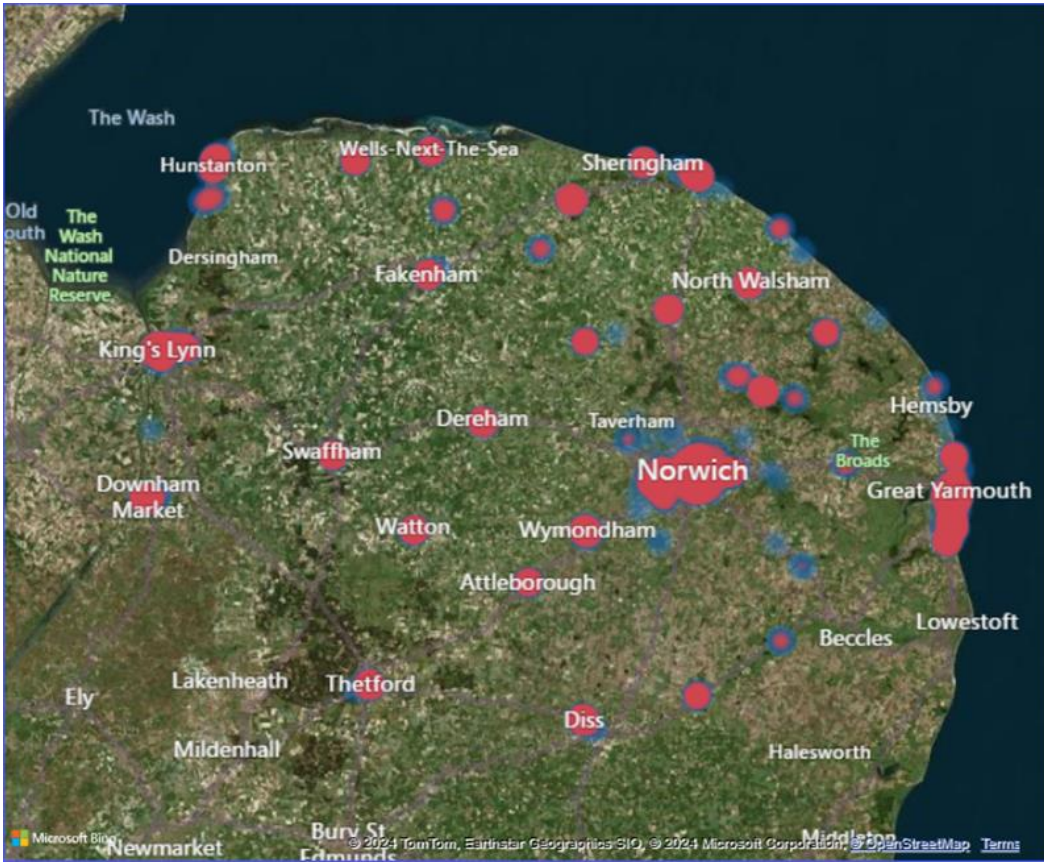 The Wash
Hunstanton
Wells-Next-The-Sea
Sheringham
Old
outh
The
Wash
National
Nature
Reserve
Dersingham
Fakenham
North Walsham
King's Lynn
Hemsby
Dereham
Taverham
Swaffham
The
Broads
Norwich
Downham
Market
Great Yarmouth
Watton
Wymondham
Attleborough
Lowestoft
Beccles
Lakenheath
Thetford
Ely
Diss
Mildenhall
Halesworth
Bury St
Edmunds
Middleton
Microsoft Bing
Newmarket
© 2024 TomTom, Earthstar Geographics SIO, © 2024 Microsoft Corporation, © OpenStreetMap Terms